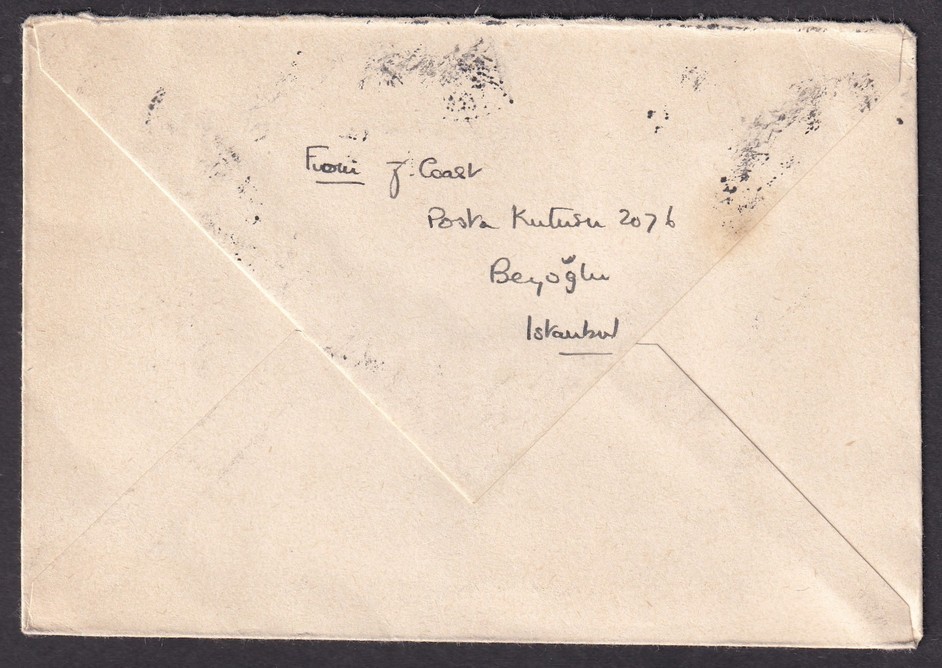 From J. Coast
Posta Kutusu 2076
Beyoğlu
Istanbul